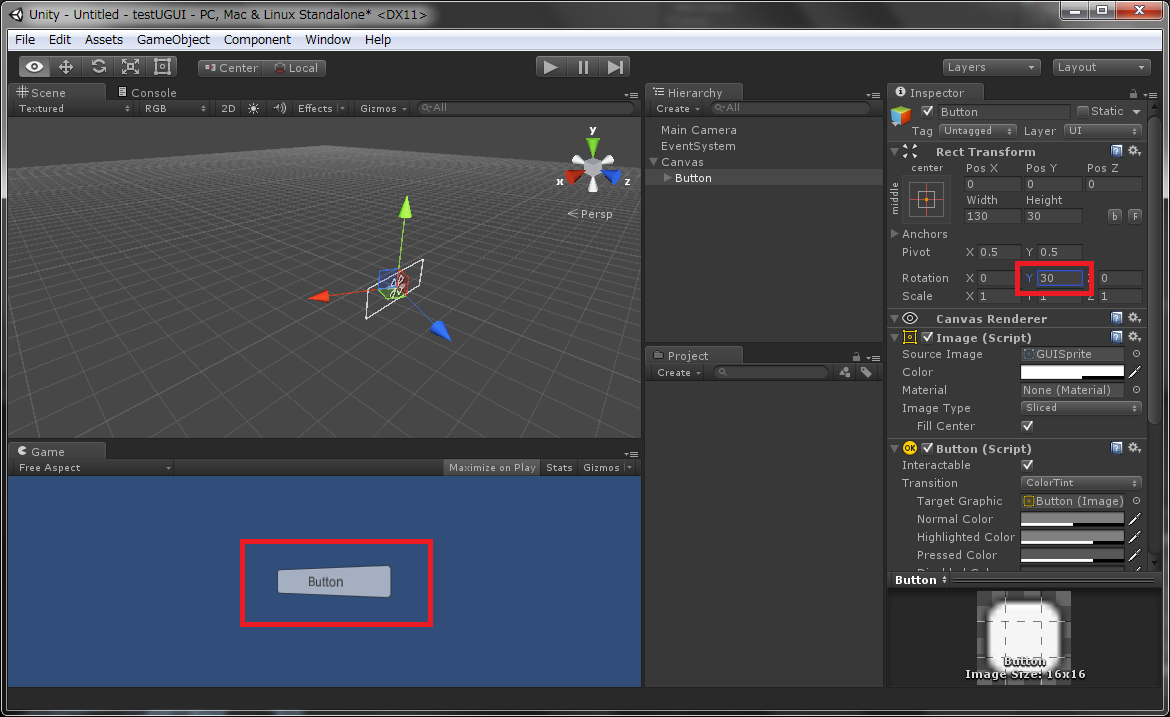 Unity - Untitled - testUGUI - PC, Mac & Linux Standalone* <DX11>
File Edit Assets GameObject Component Window Help
Center Local Layers Layout
Scene Console
Textured RGB 2D Effects Gizmos All
y
x z
Persp
Hierarchy
Create All
Main Camera
EventSystem
Canvas
Button
Project
Create
Game
Free Aspect Maximize on Play Stats Gizmos
Button
Inspector
Button Static
Tag Untagged Layer UI
Rect Transform
center Pos X Pos Y Pos Z
middle
0 0 0
Width Height
130 30 b R
Anchors
Pivot X 0.5 Y 0.5
Rotation X 0 Y 30 Z 0
Scale X 1 Y 1 Z 1
Canvas Renderer
Image (Script)
Source Image GUISprite
Color
Material None (Material)
Image Type Sliced
Fill Center
OK Button (Script)
Interactable
Transition ColorTint
Target Graphic Button (Image)
Normal Color
Highlighted Color
Pressed Color
Button
Button
Image Size: 16x16